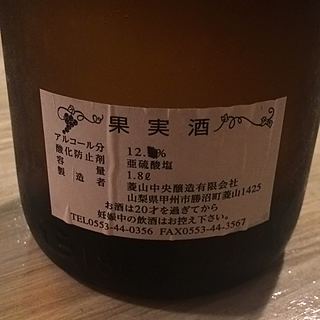 果実酒
アルコール分 12. %
酸化防止剤 亜硫酸塩
容量 1.8ℓ
製造者 菱山中央醸造有限会社
山梨県甲州市勝沼町菱山1425
お酒は20才を過ぎてから
妊娠中の飲酒はお控え下さい。
TEL0553-44-0356 FAX0553-44-3567